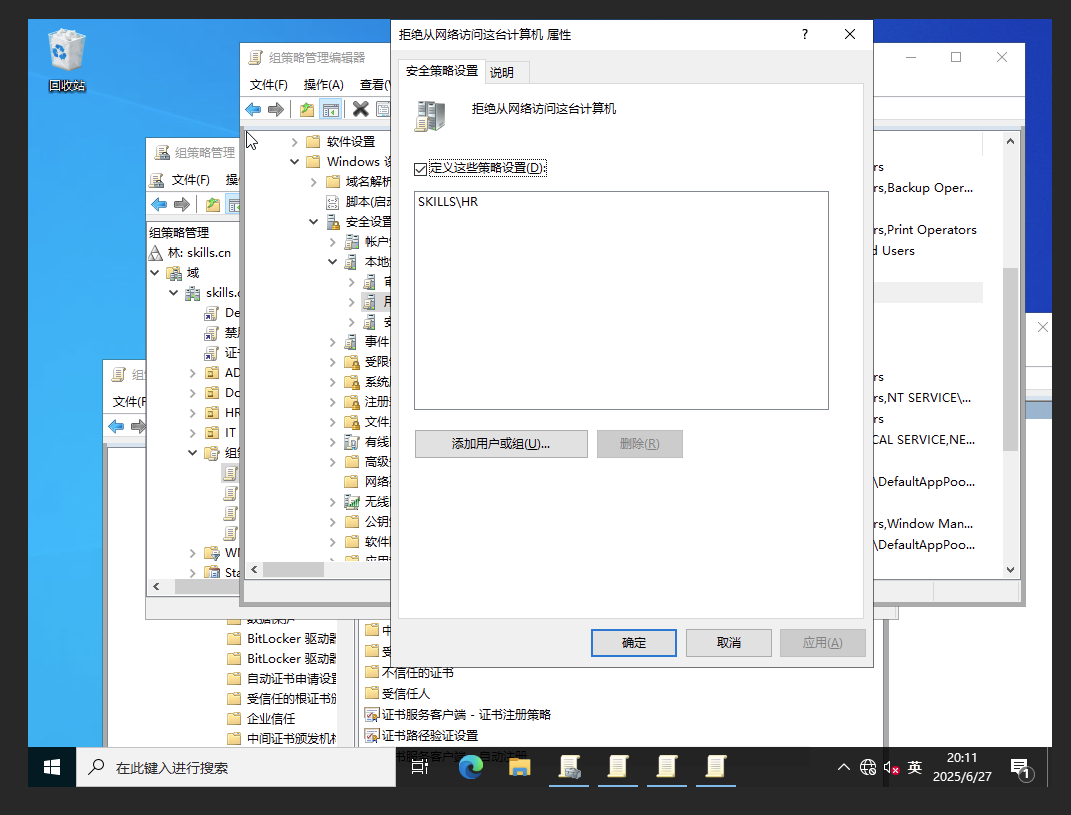 回收站
组策略管理编辑器
文件(F) 操作(A) 查看(
软件设置
Windows
域名解析
脚本(启
安全设置
帐户
本地
事件
受限
系统
注册
文件
有线
高级
网络
无线
公钥
软件
组策略管理
文件(F) 操
组策略管理
林: skills.cn
域
skills.c
De
禁
证
AD
Do
HR
IT
组
WM
Sta
组
文件(F
拒绝从网络访问这台计算机 属性
?
安全策略设置 说明
拒绝从网络访问这台计算机
定义这些策略设置(D):
SKILLS\HR
添加用户或组(U)... 删除(R)
确定 取消 应用(A)
rs
rs,Backup Oper...
rs,Print Operators
d Users
rs
rs,NT SERVICE\...
rs
CAL SERVICE,NE...
\DefaultAppPoo...
rs,Window Man...
\DefaultAppPoo...
BitLocker 驱动器
BitLocker 驱动器
自动证书申请设置
受信任的根证书颁
企业信任
中间证书颁发机构
中
受
不信任的证书
受信任人
证书服务客户端 - 证书注册策略
证书路径验证设置
书服务客户端 - 自动注册
在此键入进行搜索
英
20:11
2025/6/27
1